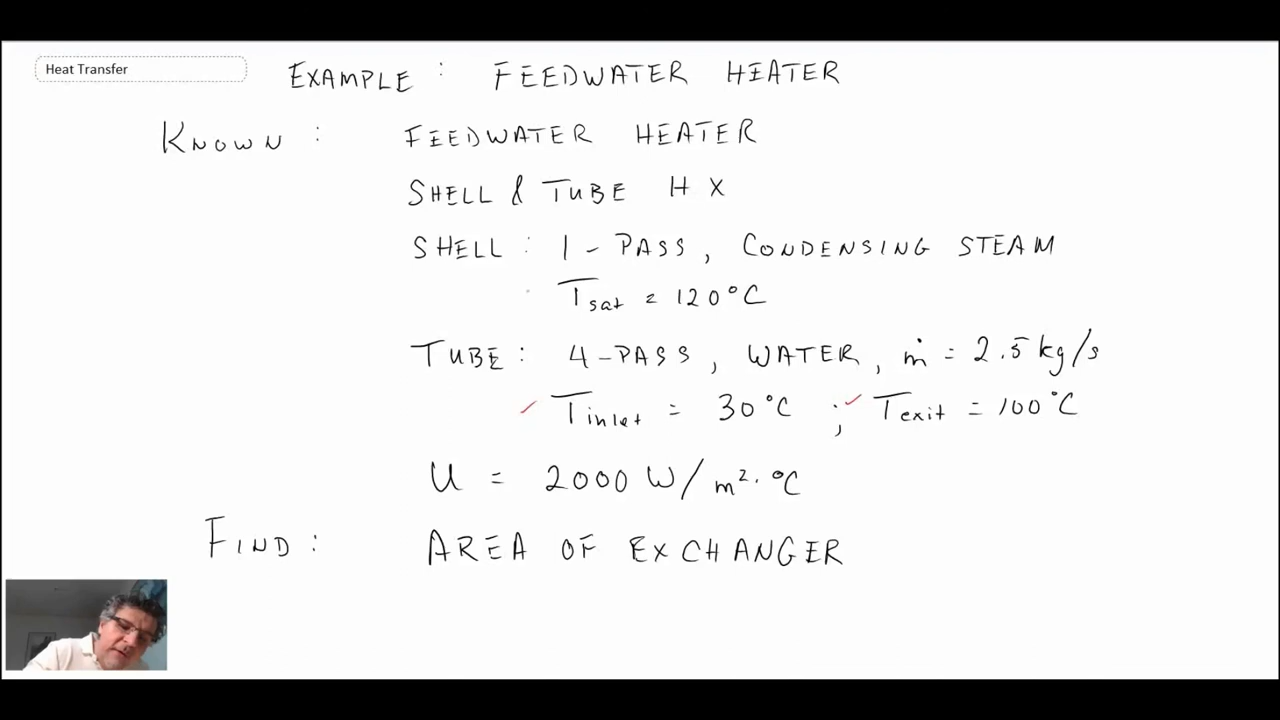 Heat Transfer
EXAMPLE : FEEDWATER HEATER
KNOWN : FEEDWATER HEATER
SHELL & TUBE HX
SHELL : 1-PASS, CONDENSING STEAM
Tsat = 120°C
TUBE : 4-PASS, WATER, ṁ = 2.5 kg/s
✓ Tinlet = 30°C ; ✓ Texit = 100°C
U = 2000 W/m²·°C
FIND : AREA OF EXCHANGER